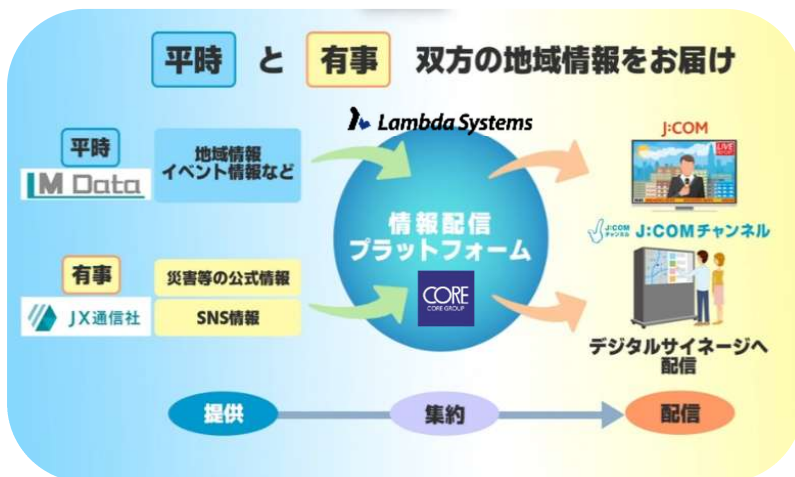 平時 と 有事 双方の地域情報をお届け
Lambda Systems
J:COM
LIVE
平時
IM Data
地域情報
イベント情報など
情報配信
プラットフォーム
J:COM
チャンネル
J:COMチャンネル
有事
災害等の公式情報
JX通信社
SNS情報
CORE
CORE GROUP
デジタルサイネージへ
配信
提供
集約
配信